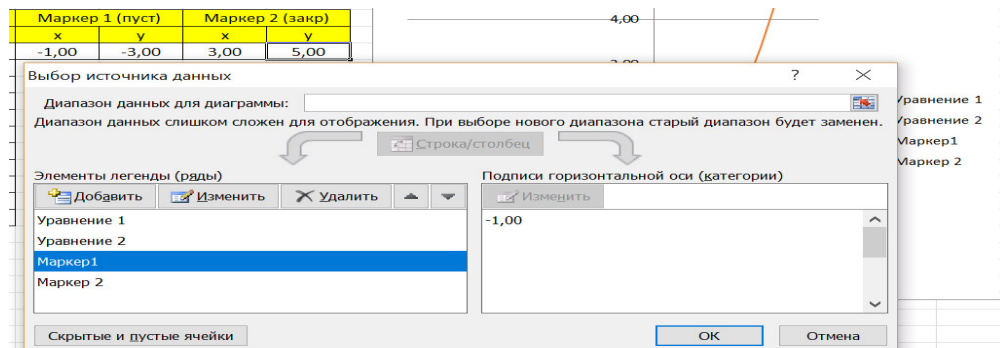 Маркер 1 (пуст) Маркер 2 (закр)
x y x y
-1,00 -3,00 3,00 5,00
4,00
Выбор источника данных ?
Диапазон данных для диаграммы:
Диапазон данных слишком сложен для отображения. При выборе нового диапазона старый диапазон будет заменен.
Строка/столбец
Элементы легенды (ряды)
Добавить Изменить Удалить
Уравнение 1
Уравнение 2
Маркер1
Маркер 2
Подписи горизонтальной оси (категории)
Изменить
-1,00
Скрытые и пустые ячейки
OK Отмена
Уравнение 1
Уравнение 2
Маркер1
Маркер 2